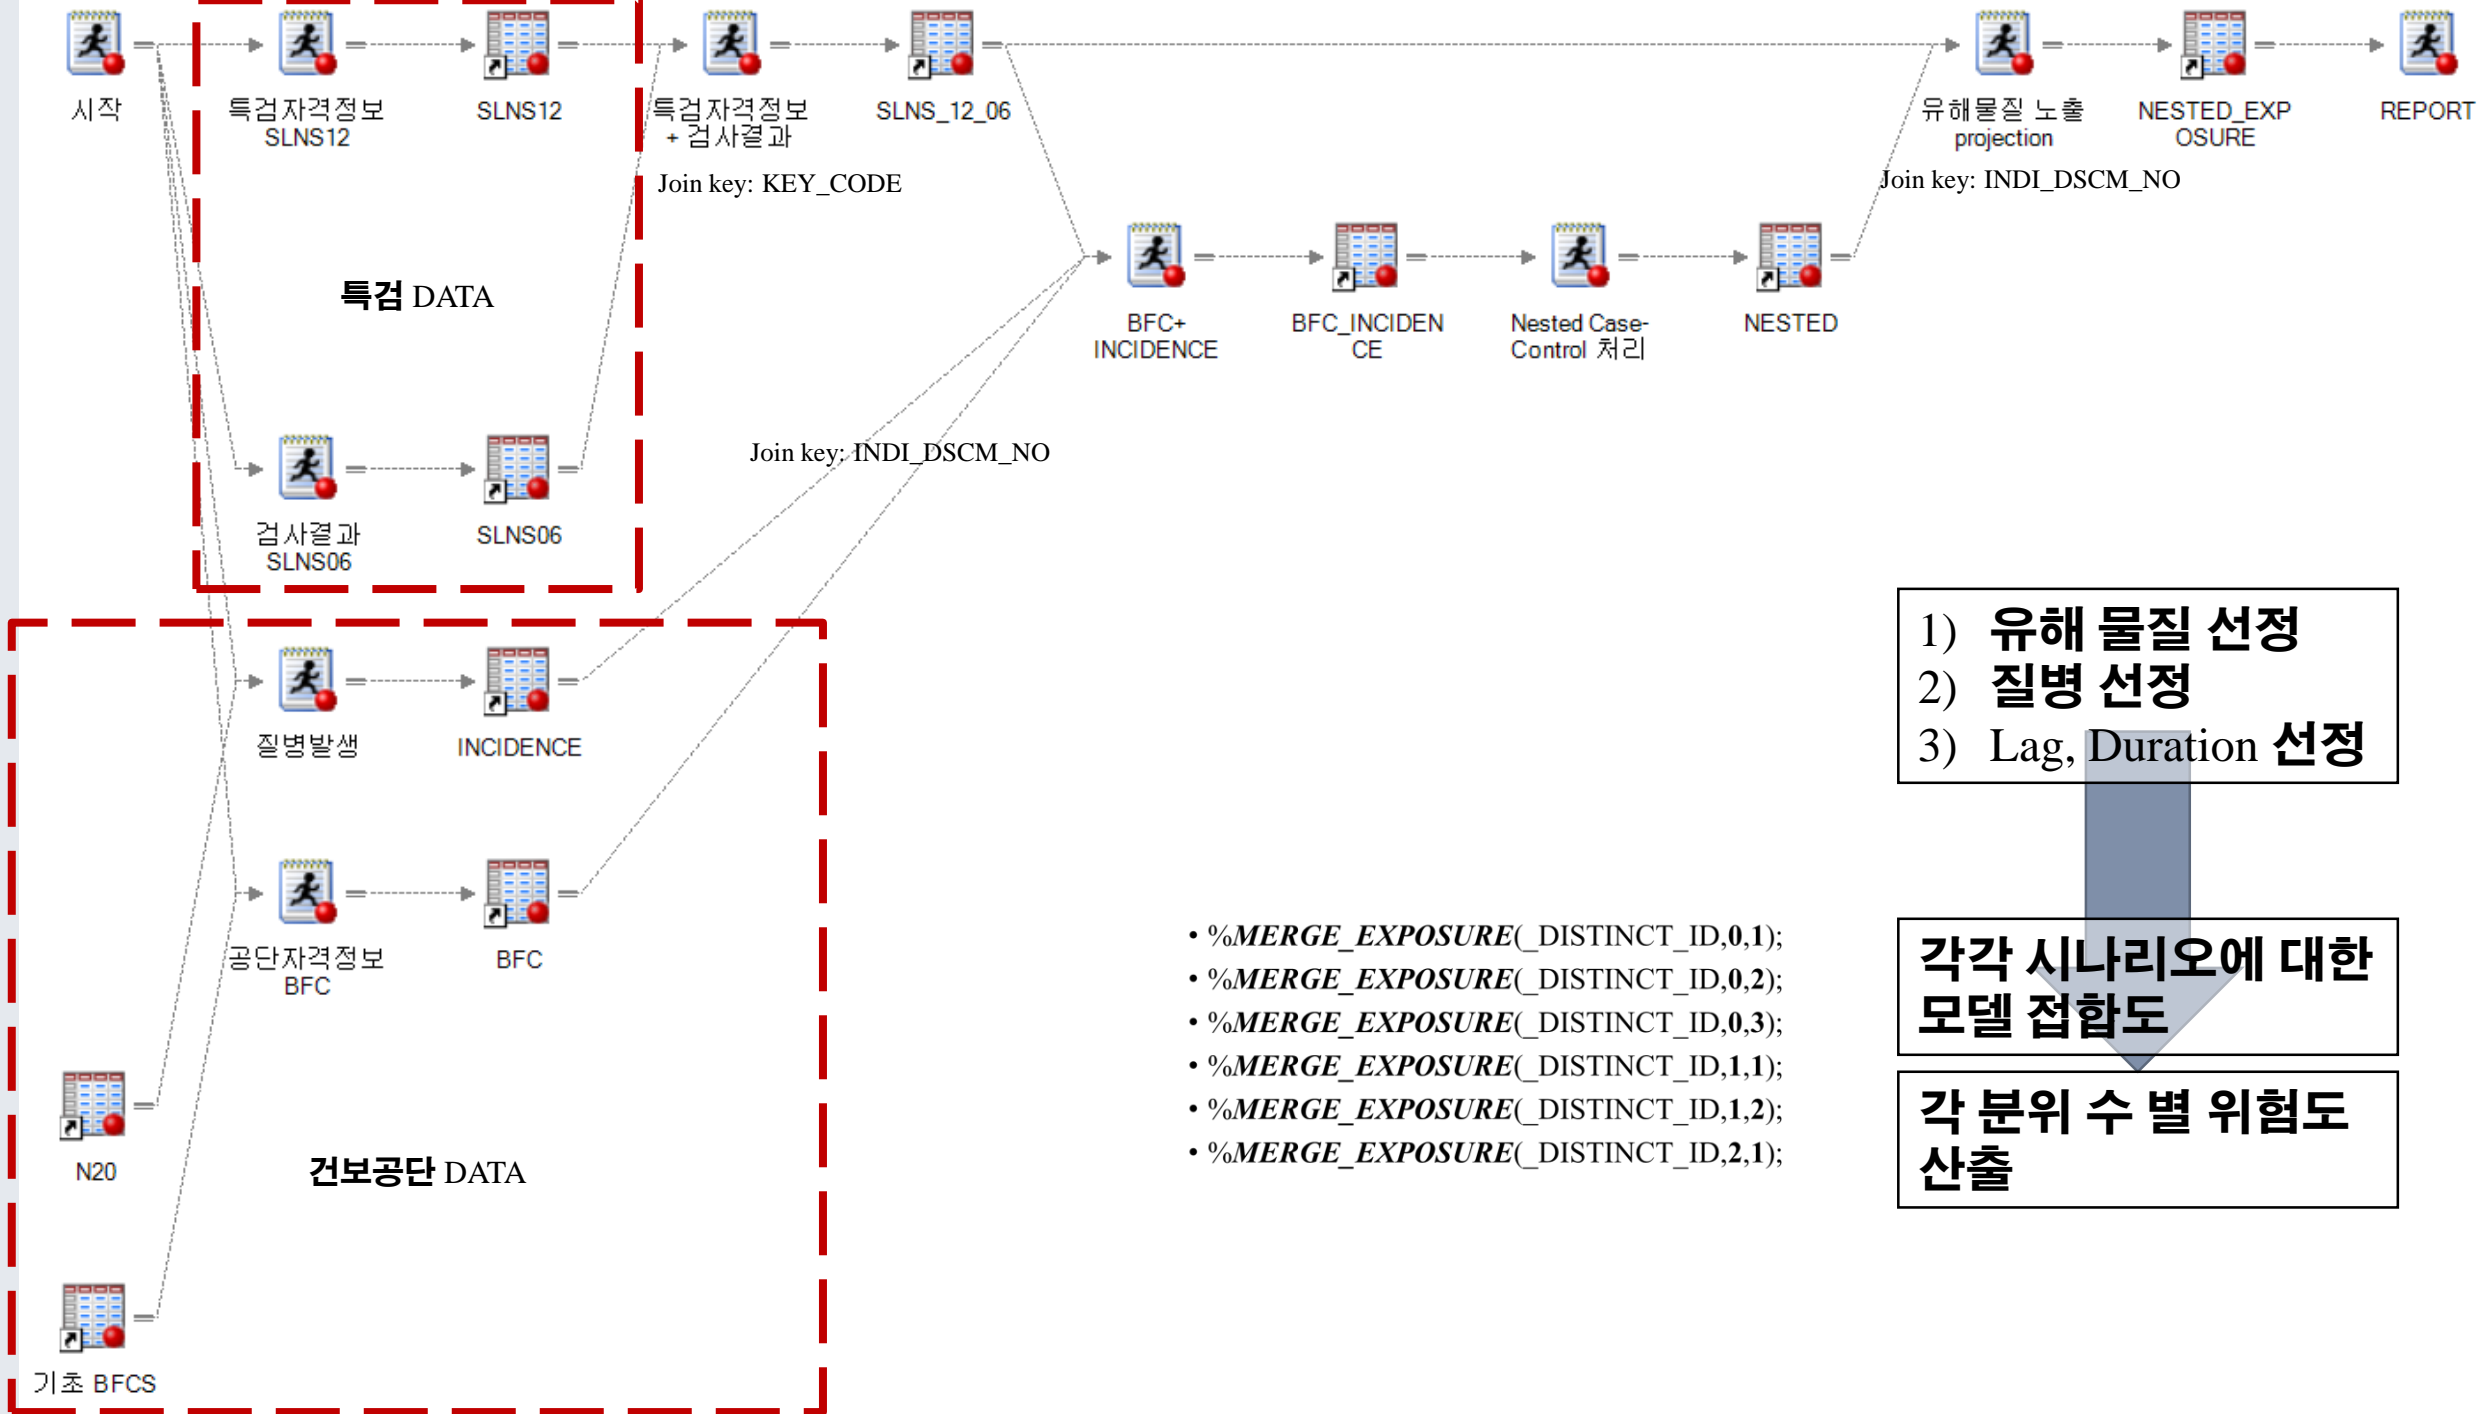 시작
특검자격정보
SLNS12
SLNS12
특검자격정보
+ 검사결과
SLNS_12_06
유해물질 노출
projection
NESTED_EXP
OSURE
REPORT
Join key: KEY_CODE
Join key: INDI_DSCM_NO
특검 DATA
BFC+
INCIDENCE
BFC_INCIDEN
CE
Nested Case-
Control 처리
NESTED
Join key: INDI_DSCM_NO
검사결과
SLNS06
SLNS06
질병발생
INCIDENCE
1) 유해 물질 선정
2) 질병 선정
3) Lag, Duration 선정
공단자격정보
BFC
BFC
• %MERGE_EXPOSURE(_DISTINCT_ID,0,1);
• %MERGE_EXPOSURE(_DISTINCT_ID,0,2);
• %MERGE_EXPOSURE(_DISTINCT_ID,0,3);
• %MERGE_EXPOSURE(_DISTINCT_ID,1,1);
• %MERGE_EXPOSURE(_DISTINCT_ID,1,2);
• %MERGE_EXPOSURE(_DISTINCT_ID,2,1);
각각 시나리오에 대한
모델 접합도
각 분위 수 별 위험도
산출
N20
건보공단 DATA
기초 BFCS